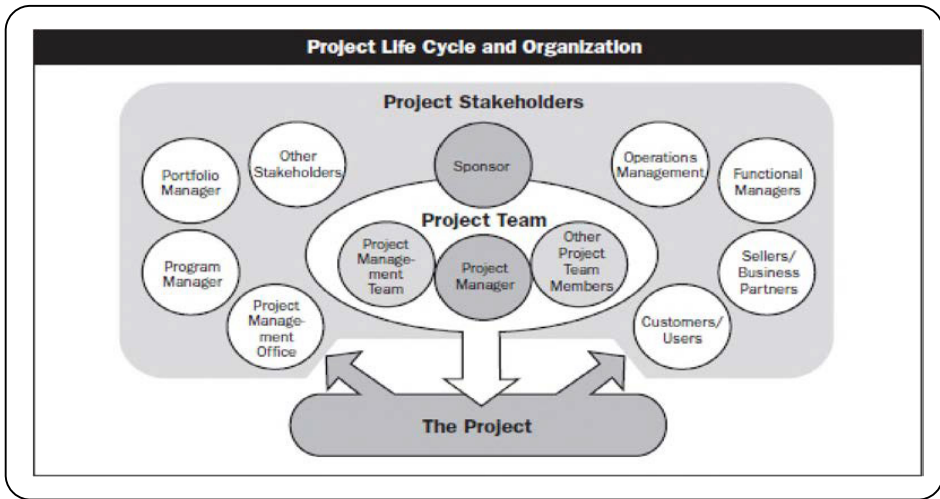 Project Life Cycle and Organization
Project Stakeholders
Portfolio
Manager
Other
Stakeholders
Sponsor
Operations
Management
Functional
Managers
Project Team
Program
Manager
Project
Manage-
ment
Team
Project
Manager
Other
Project
Team
Members
Sellers/
Business
Partners
Project
Manage-
ment
Office
Customers/
Users
The Project